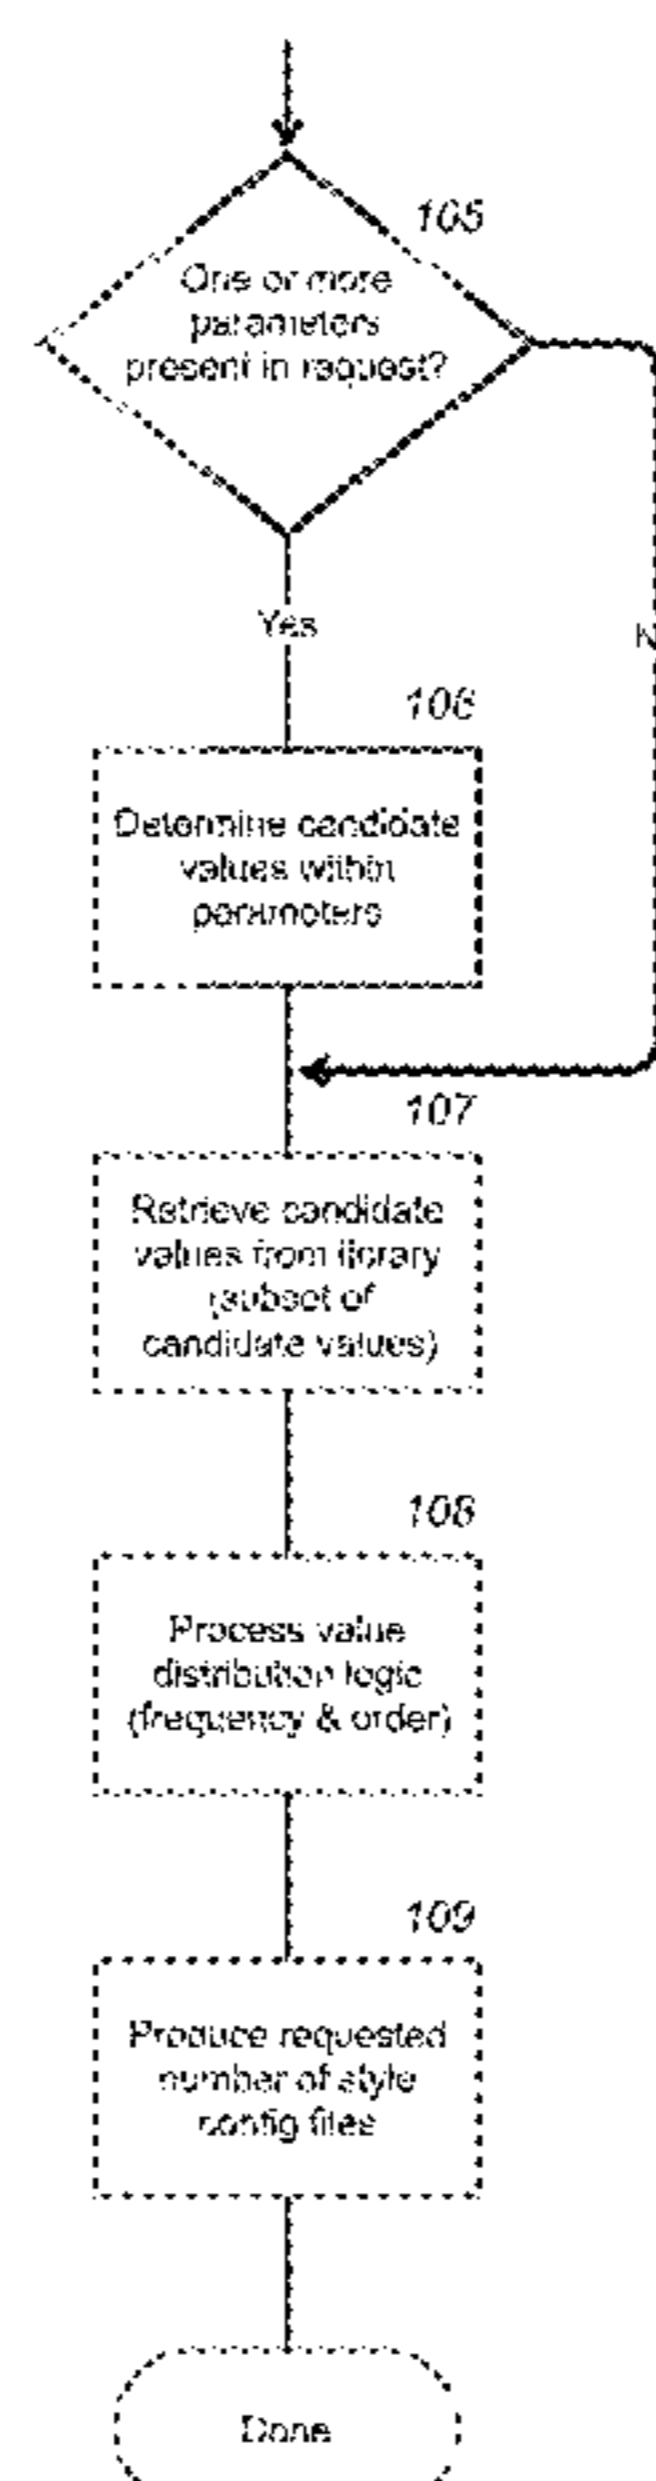 105
One or more
parameters
present in request?
Yes
N
106
Determine candidate
values within
parameters
107
Retrieve candidate
values from library
(subset of
candidate values)
108
Process value
distribution logic
(frequency & order)
109
Produce requested
number of style
config files
Done